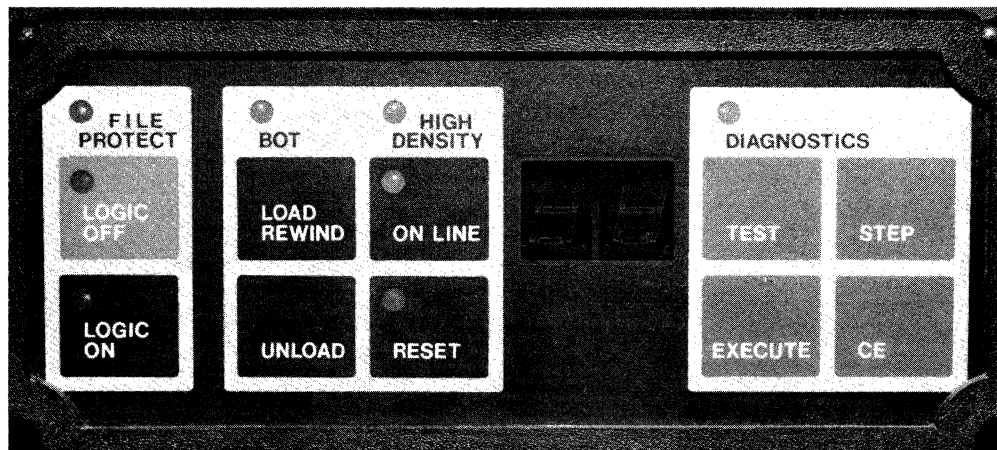 FILE
PROTECT
LOGIC
OFF
LOGIC
ON
BOT
HIGH
DENSITY
LOAD
REWIND
ON LINE
UNLOAD
RESET
DIAGNOSTICS
TEST
STEP
EXECUTE
CE